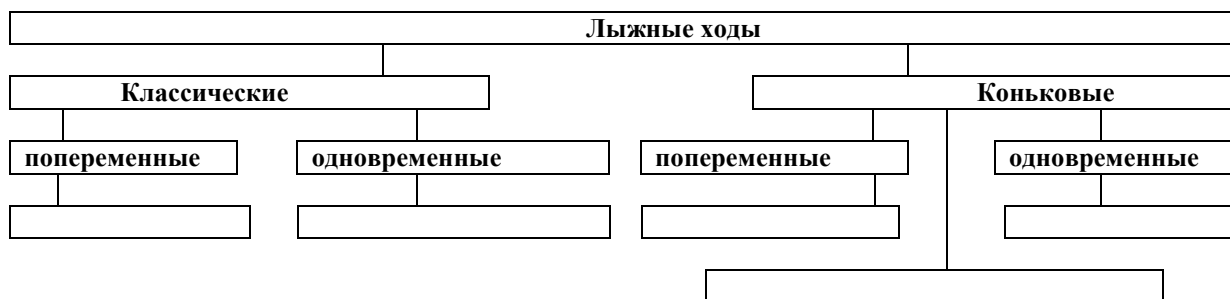 Лыжные ходы
Классические Коньковые
попеременные одновременные попеременные одновременные